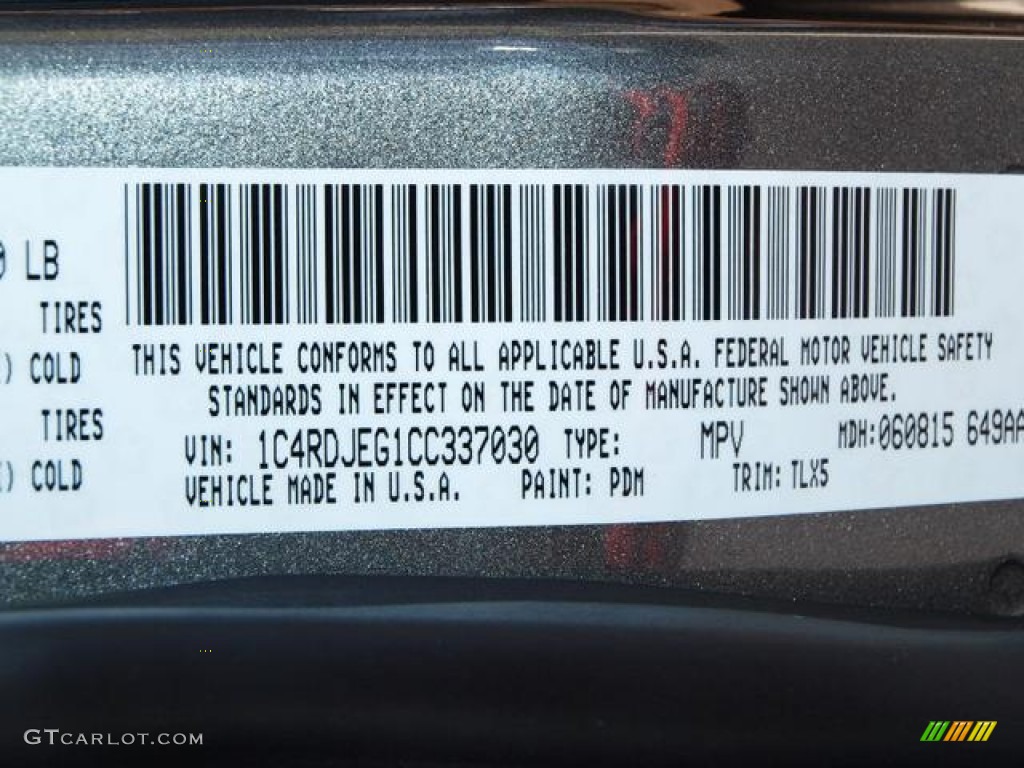 0 LB
TIRES
) COLD
TIRES
) COLD
THIS VEHICLE CONFORMS TO ALL APPLICABLE U.S.A. FEDERAL MOTOR VEHICLE SAFETY
STANDARDS IN EFFECT ON THE DATE OF MANUFACTURE SHOWN ABOVE.
VIN: 1C4RDJEG1CC337030 TYPE: MPV MDH:060815 649AA
VEHICLE MADE IN U.S.A. PAINT: PDM TRIM: TLX5
GTCARLOT.COM